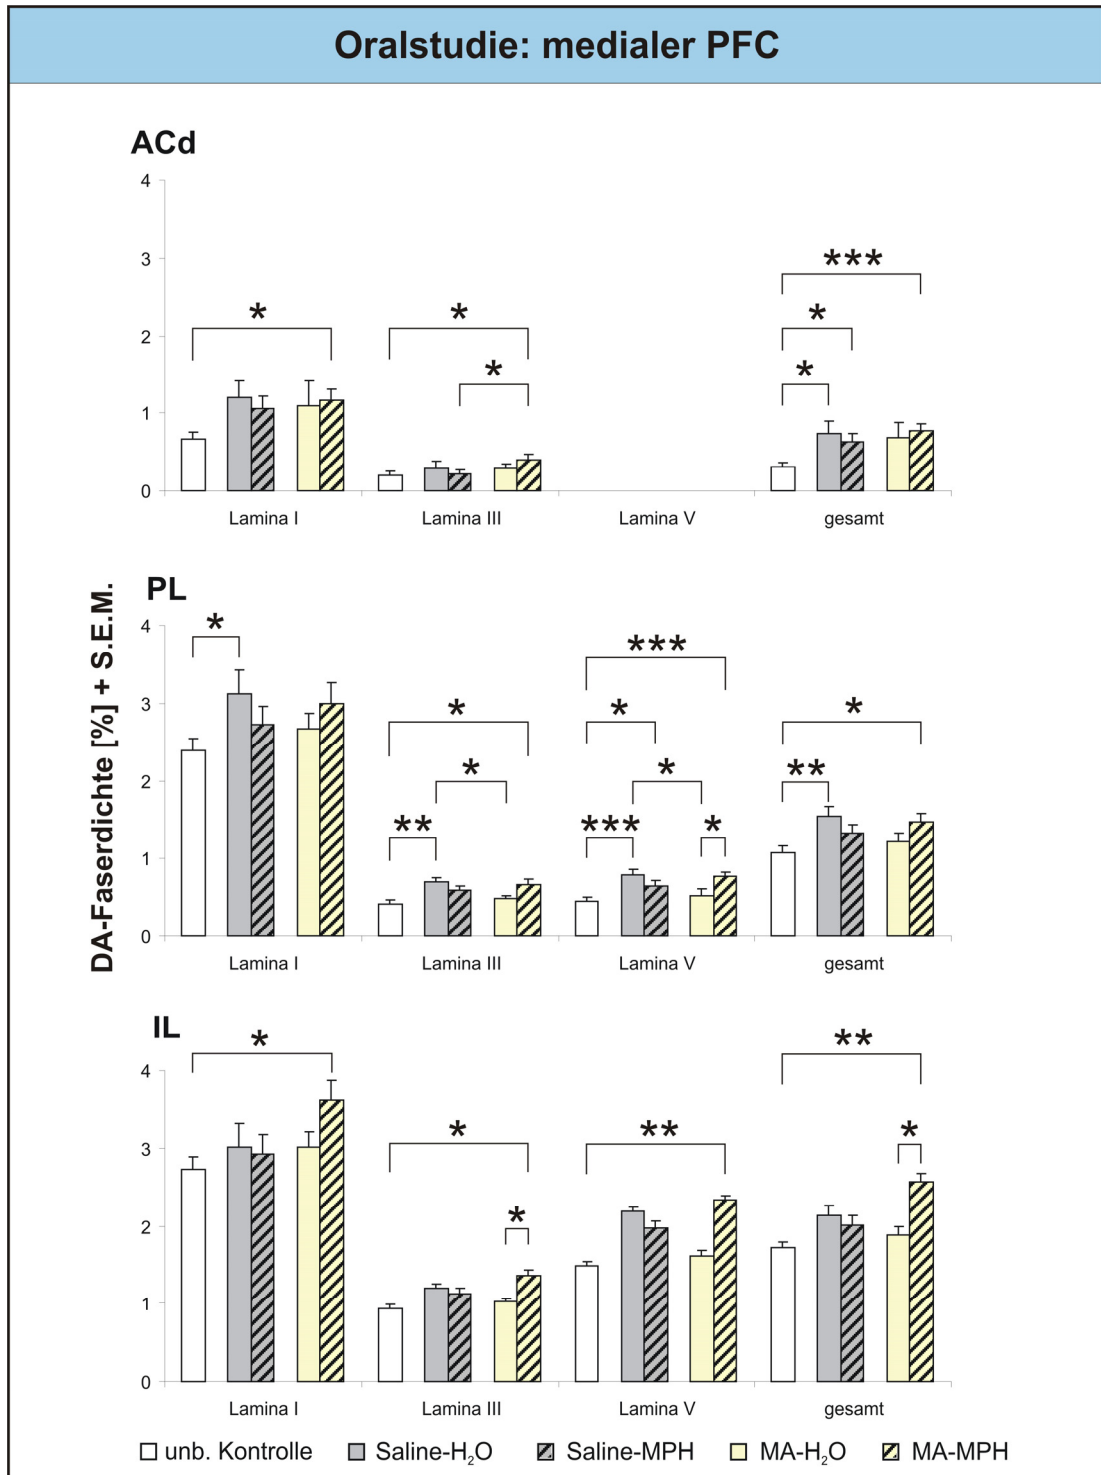 Oralstudie: medialer PFC
ACd
4
3
2
1
0
* * * * * ***
Lamina I Lamina III Lamina V gesamt
DA-Faserdichte [%] + S.E.M.
PL
4
3
2
1
0
* ** * * *** * * * *** ** *
Lamina I Lamina III Lamina V gesamt
IL
4
3
2
1
0
* * * ** ** *
Lamina I Lamina III Lamina V gesamt
unb. Kontrolle Saline-H₂O Saline-MPH MA-H₂O MA-MPH